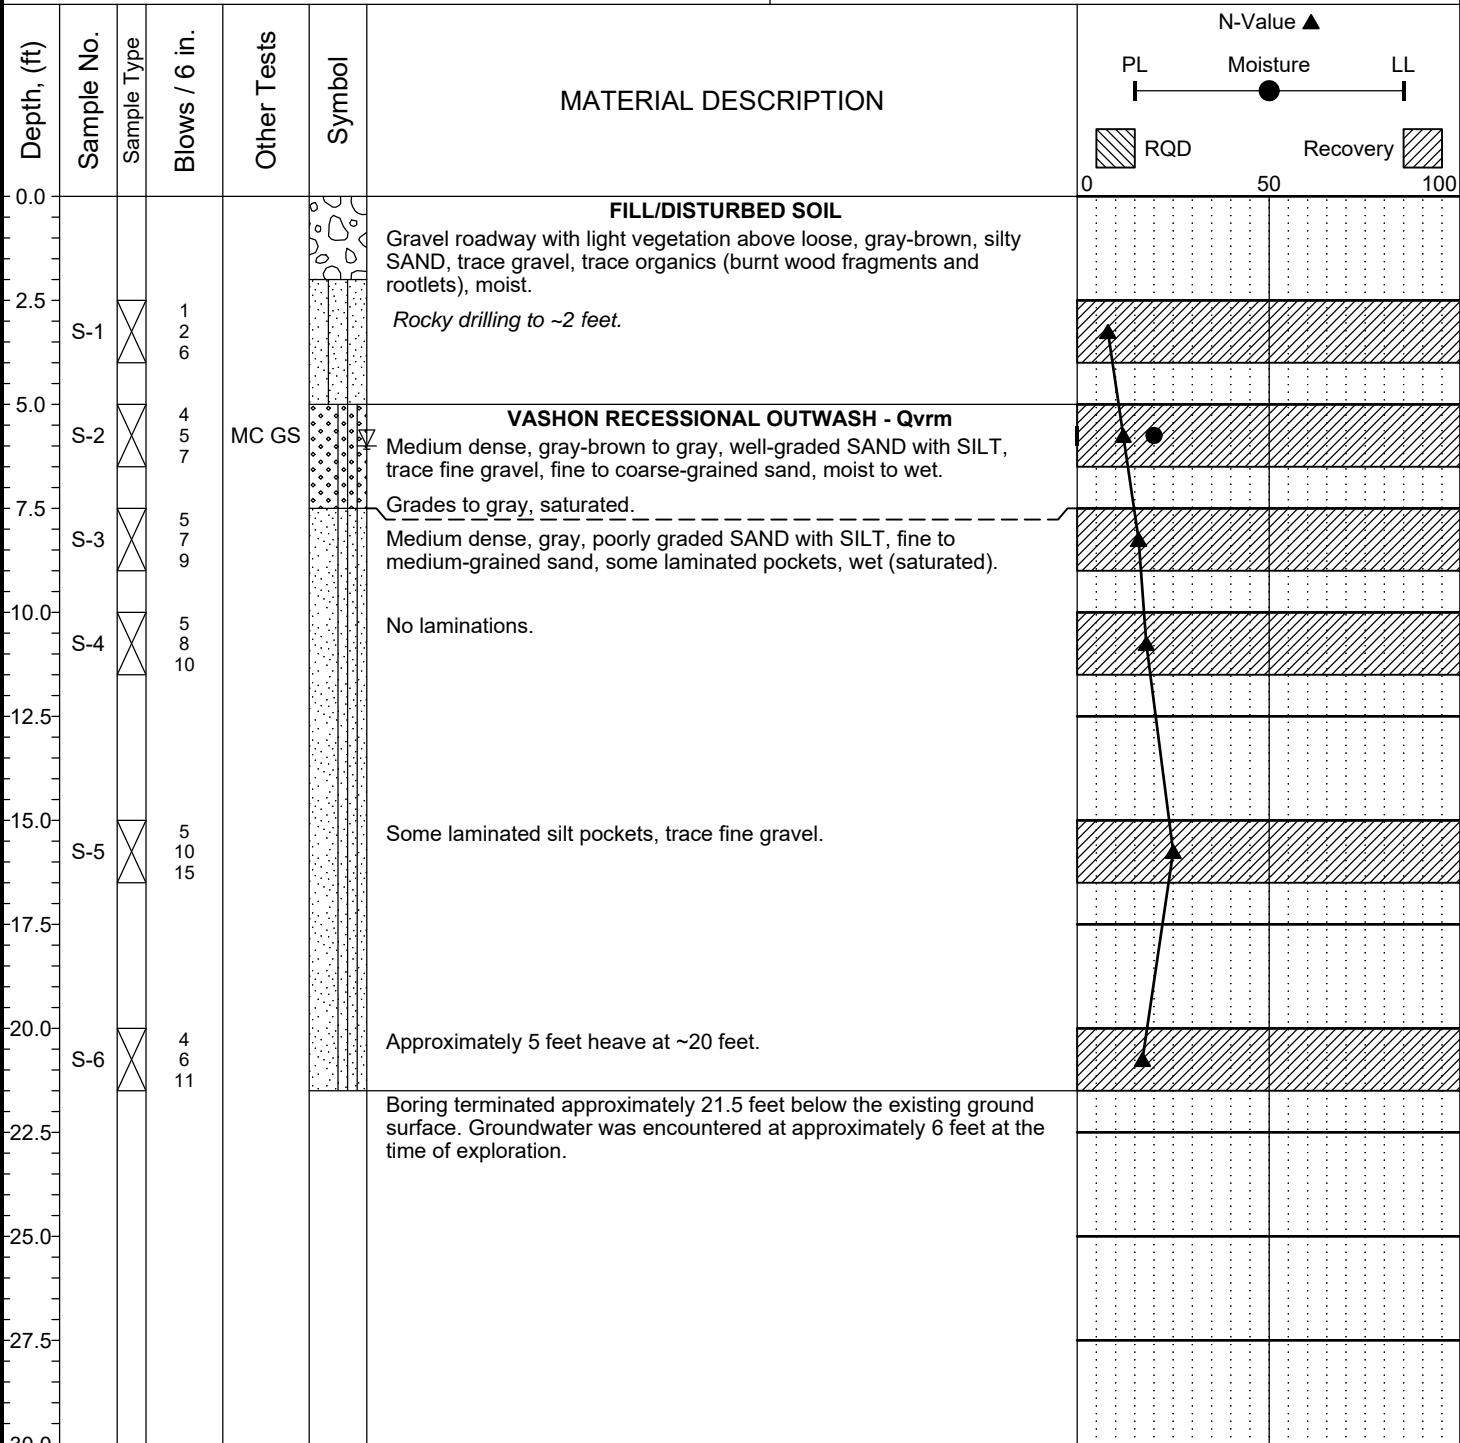 Depth, (ft)
Sample No.
Sample Type
Blows / 6 in.
Other Tests
Symbol
MATERIAL DESCRIPTION
N-Value ▲
PL Moisture LL
RQD Recovery
0 50 100
0.0
FILL/DISTURBED SOIL
Gravel roadway with light vegetation above loose, gray-brown, silty
SAND, trace gravel, trace organics (burnt wood fragments and
rootlets), moist.
2.5
S-1
1
2
6
Rocky drilling to ~2 feet.
5.0
S-2
4
5
7
MC GS
VASHON RECESSIONAL OUTWASH - Qvrm
Medium dense, gray-brown to gray, well-graded SAND with SILT,
trace fine gravel, fine to coarse-grained sand, moist to wet.
Grades to gray, saturated.
7.5
S-3
5
7
9
Medium dense, gray, poorly graded SAND with SILT, fine to
medium-grained sand, some laminated pockets, wet (saturated).
10.0
S-4
5
8
10
No laminations.
12.5
15.0
S-5
5
10
15
Some laminated silt pockets, trace fine gravel.
17.5
20.0
S-6
4
6
11
Approximately 5 feet heave at ~20 feet.
Boring terminated approximately 21.5 feet below the existing ground
surface. Groundwater was encountered at approximately 6 feet at the
time of exploration.
22.5
25.0
27.5
30.0